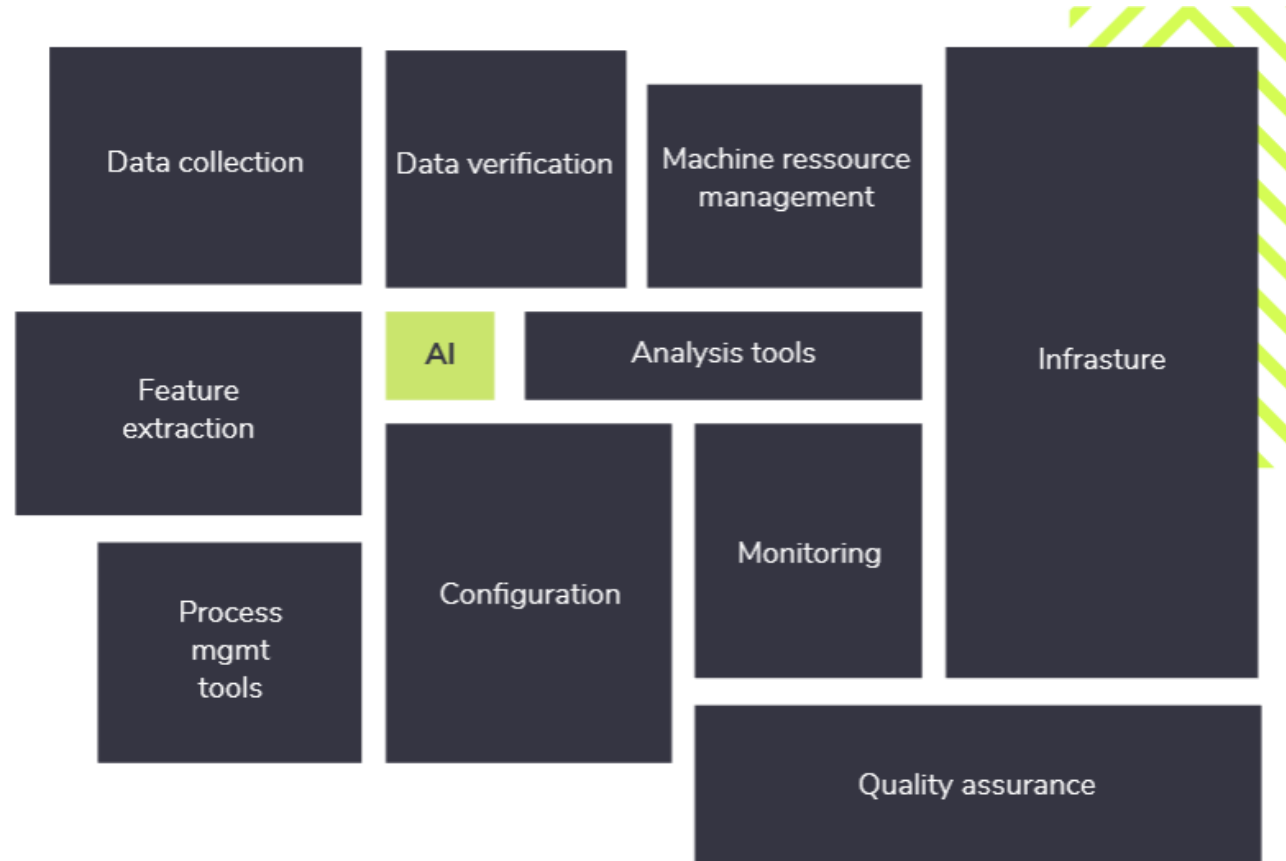 Data collection
Data verification
Machine ressource
management
Feature
extraction
AI
Analysis tools
Infrasture
Process
mgmt
tools
Configuration
Monitoring
Quality assurance